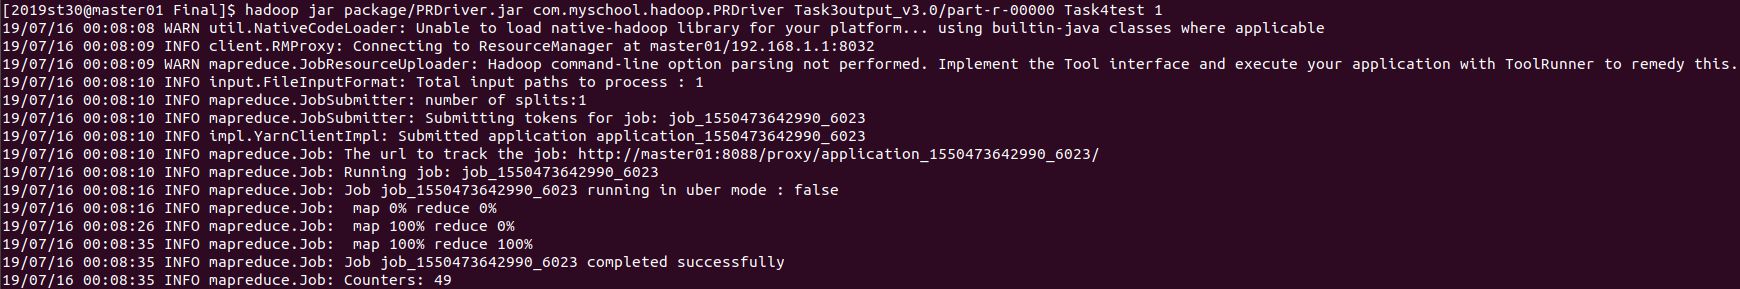 [2019st30@master01 Final]$ hadoop jar package/PRDriver.jar com.myschool.hadoop.PRDriver Task3output_v3.0/part-r-00000 Task4test 1
19/07/16 00:08:08 WARN util.NativeCodeLoader: Unable to load native-hadoop library for your platform... using builtin-java classes where applicable
19/07/16 00:08:09 INFO client.RMProxy: Connecting to ResourceManager at master01/192.168.1.1:8032
19/07/16 00:08:09 WARN mapreduce.JobResourceUploader: Hadoop command-line option parsing not performed. Implement the Tool interface and execute your application with ToolRunner to remedy this.
19/07/16 00:08:10 INFO input.FileInputFormat: Total input paths to process : 1
19/07/16 00:08:10 INFO mapreduce.JobSubmitter: number of splits:1
19/07/16 00:08:10 INFO mapreduce.JobSubmitter: Submitting tokens for job: job_1550473642990_6023
19/07/16 00:08:10 INFO impl.YarnClientImpl: Submitted application application_1550473642990_6023
19/07/16 00:08:10 INFO mapreduce.Job: The url to track the job: http://master01:8088/proxy/application_1550473642990_6023/
19/07/16 00:08:10 INFO mapreduce.Job: Running job: job_1550473642990_6023
19/07/16 00:08:16 INFO mapreduce.Job: Job job_1550473642990_6023 running in uber mode : false
19/07/16 00:08:16 INFO mapreduce.Job:  map 0% reduce 0%
19/07/16 00:08:26 INFO mapreduce.Job:  map 100% reduce 0%
19/07/16 00:08:35 INFO mapreduce.Job:  map 100% reduce 100%
19/07/16 00:08:35 INFO mapreduce.Job: Job job_1550473642990_6023 completed successfully
19/07/16 00:08:35 INFO mapreduce.Job: Counters: 49